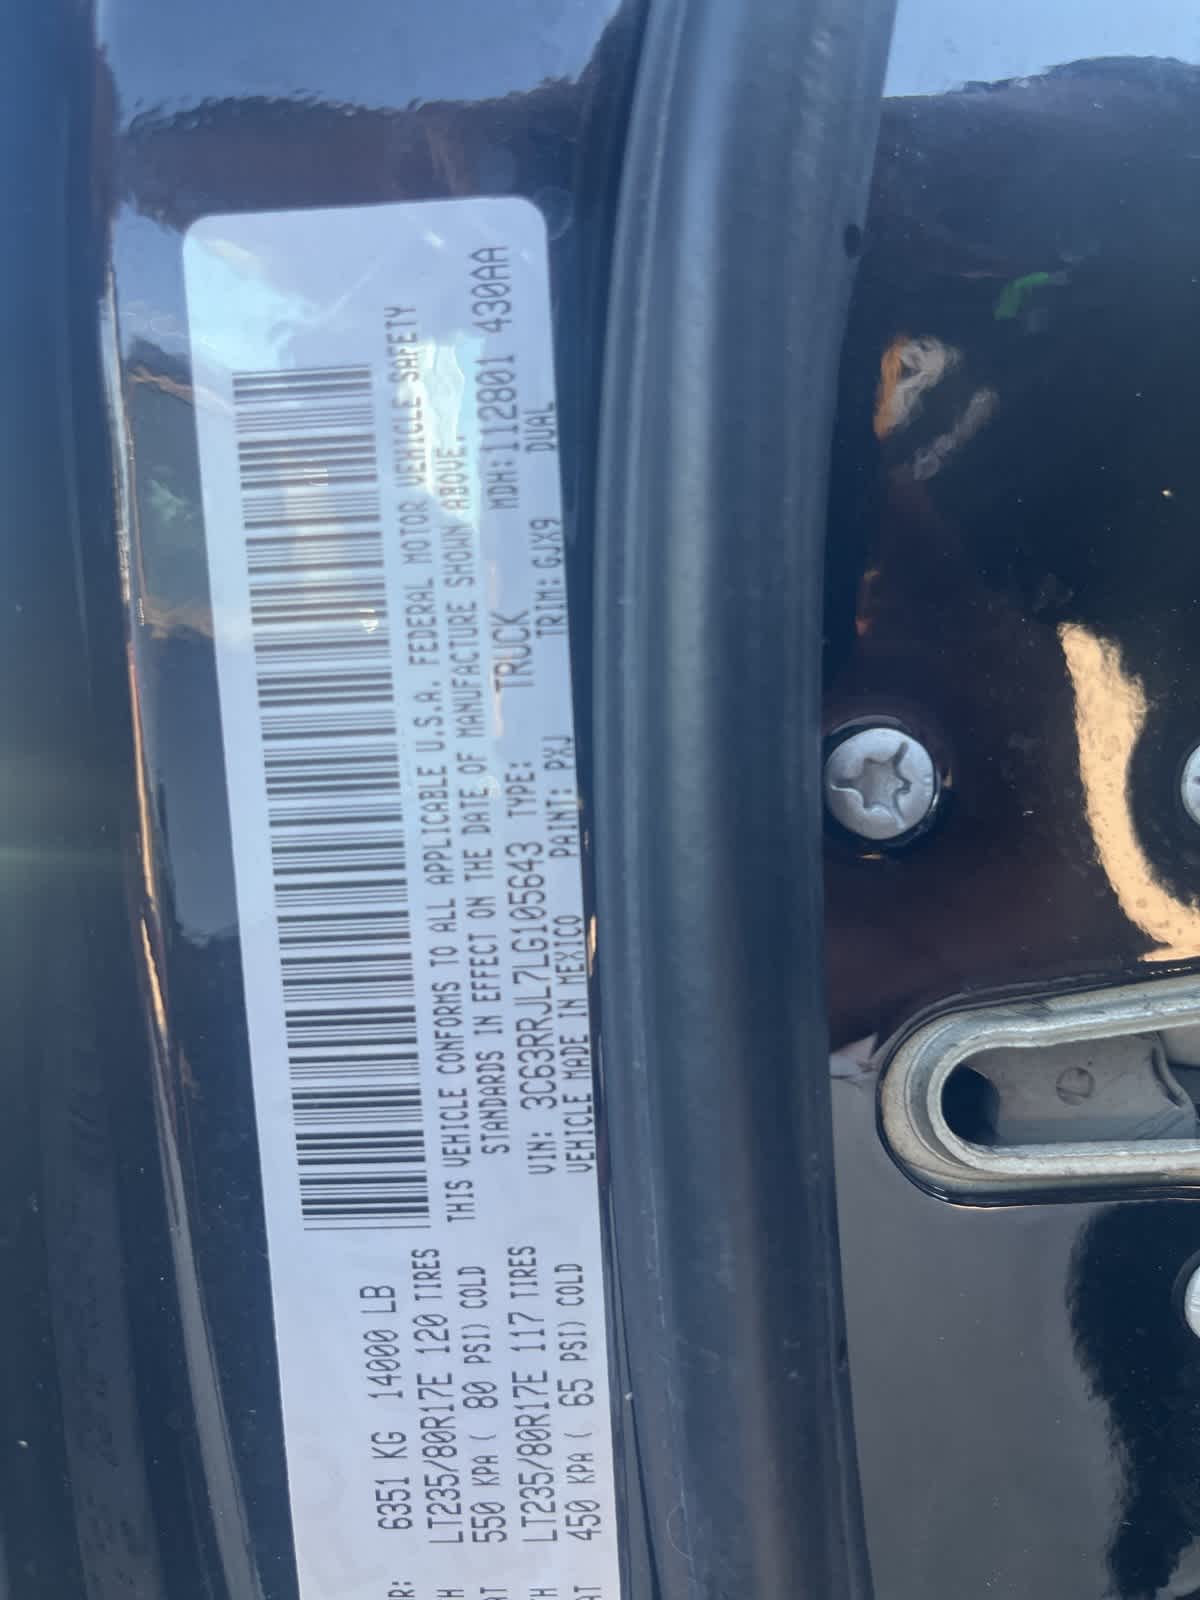 6351 KG 14000 LB
LT235/80R17E 120 TIRES
550 KPA ( 80 PSI) COLD
LT235/80R17E 117 TIRES
450 KPA ( 65 PSI) COLD
THIS VEHICLE CONFORMS TO ALL APPLICABLE U.S.A. FEDERAL MOTOR VEHICLE SAFETY
STANDARDS IN EFFECT ON THE DATE OF MANUFACTURE SHOWN ABOVE.
VIN: 3C63RRJL7LG105643 TYPE: TRUCK MDH: 112801 430AA
VEHICLE MADE IN MEXICO PAINT: PXJ TRIM: GJX9 DUAL